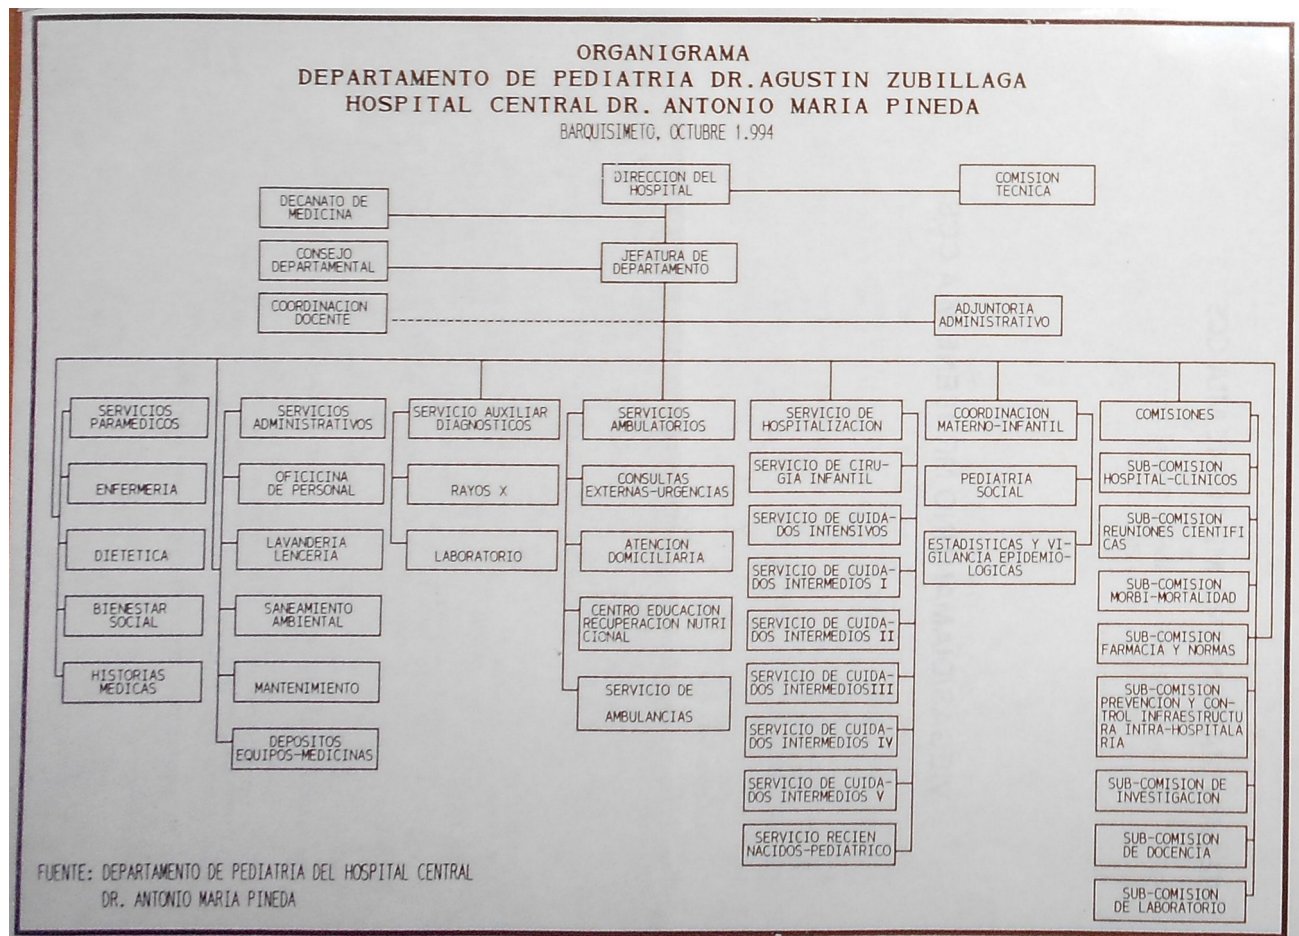 ORGANIGRAMA
DEPARTAMENTO DE PEDIATRIA DR. AGUSTIN ZUBILLAGA
HOSPITAL CENTRAL DR. ANTONIO MARIA PINEDA
BARQUISIMETO, OCTUBRE 1.994
DIRECCION DEL
HOSPITAL
COMISION
TECNICA
DECANATO DE
MEDICINA
CONSEJO
DEPARTAMENTAL
JEFATURA DE
DEPARTAMENTO
COORDINACION
DOCENTE
ADJUNTORIA
ADMINISTRATIVO
SERVICIOS
PARAMEDICOS
ENFERMERIA
DIETETICA
BIENESTAR
SOCIAL
HISTORIAS
MEDICAS
SERVICIOS
ADMINISTRATIVOS
OFICICINA
DE PERSONAL
LAVANDERIA
LENCERIA
SANEAMIENTO
AMBIENTAL
MANTENIMIENTO
DEPOSITOS
EQUIPOS-MEDICINAS
SERVICIO AUXILIAR
DIAGNOSTICOS
RAYOS X
LABORATORIO
SERVICIOS
AMBULATORIOS
CONSULTAS
EXTERNAS-URGENCIAS
ATENCION
DOMICILIARIA
CENTRO EDUCACION
RECUPERACION NUTRI
CIONAL
SERVICIO DE
AMBULANCIAS
SERVICIO DE
HOSPITALIZACION
SERVICIO DE CIRU-
GIA INFANTIL
SERVICIO DE CUIDA-
DOS INTENSIVOS
SERVICIO DE CUIDA-
DOS INTERMEDIOS I
SERVICIO DE CUIDA-
DOS INTERMEDIOS II
SERVICIO DE CUIDA-
DOS INTERMEDIOS III
SERVICIO DE CUIDA-
DOS INTERMEDIOS IV
SERVICIO DE CUIDA-
DOS INTERMEDIOS V
SERVICIO RECIEN
NACIDOS-PEDIATRICO
COORDINACION
MATERNO-INFANTIL
PEDIATRIA
SOCIAL
ESTADISTICAS Y VI-
GILANCIA EPIDEMIO-
LOGICAS
COMISIONES
SUB-COMISION
HOSPITAL-CLINICOS
SUB-COMISION
REUNIONES CIENTIFI
CAS
SUB-COMISION
MORBI-MORTALIDAD
SUB-COMISION
FARMACIA Y NORMAS
SUB-COMISION
PREVENCION Y CON-
TROL INFRAESTRUCTU
RA INTRA-HOSPITALA
RIA
SUB-COMISION DE
INVESTIGACION
SUB-COMISION
DE DOCENCIA
SUB-COMISION
DE LABORATORIO
FUENTE: DEPARTAMENTO DE PEDIATRIA DEL HOSPITAL CENTRAL
DR. ANTONIO MARIA PINEDA